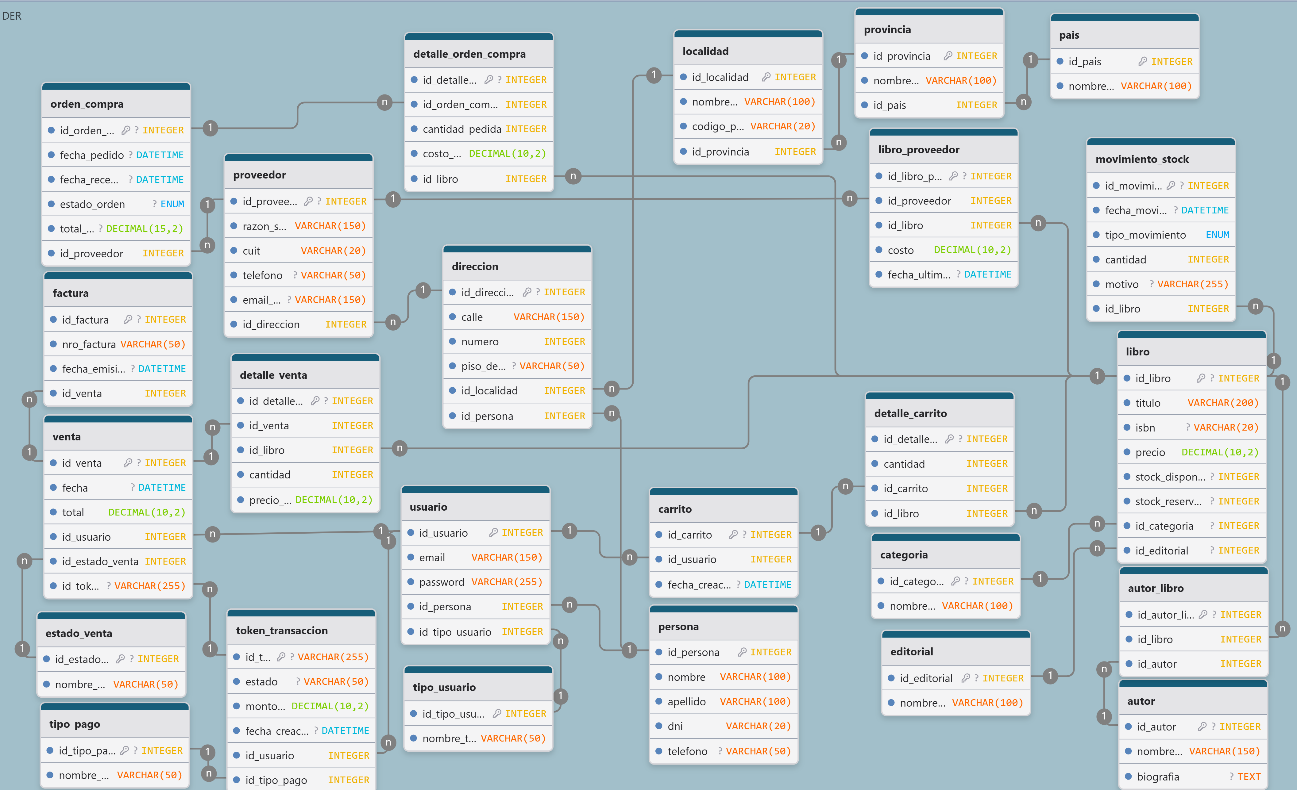 DER
orden_compra
id_orden_... ? INTEGER
fecha_pedido ? DATETIME
fecha_rece... ? DATETIME
estado_orden ? ENUM
total_... ? DECIMAL(15,2)
id_proveedor INTEGER
factura
id_factura ? INTEGER
nro_factura VARCHAR(50)
fecha_emisi... ? DATETIME
id_venta INTEGER
venta
id_venta ? INTEGER
fecha ? DATETIME
total DECIMAL(10,2)
id_usuario INTEGER
id_estado_venta INTEGER
id_tok... ? VARCHAR(255)
estado_venta
id_estado... ? INTEGER
nombre_... VARCHAR(50)
tipo_pago
id_tipo_pa... ? INTEGER
nombre_... VARCHAR(50)
proveedor
id_provee... ? INTEGER
razon_s... VARCHAR(150)
cuit VARCHAR(20)
telefono ? VARCHAR(50)
email_... ? VARCHAR(150)
id_direccion INTEGER
detalle_venta
id_detalle... ? INTEGER
id_venta INTEGER
id_libro INTEGER
cantidad INTEGER
precio_... DECIMAL(10,2)
token_transaccion
id_t... ? VARCHAR(255)
estado ? VARCHAR(50)
monto... DECIMAL(10,2)
fecha_creac... ? DATETIME
id_usuario INTEGER
id_tipo_pago INTEGER
detalle_orden_compra
id_detalle... ? INTEGER
id_orden_com... INTEGER
cantidad_pedida INTEGER
costo_... DECIMAL(10,2)
id_libro INTEGER
direccion
id_direcci... ? INTEGER
calle VARCHAR(150)
numero INTEGER
piso_de... ? VARCHAR(50)
id_localidad INTEGER
id_persona INTEGER
usuario
id_usuario INTEGER
email VARCHAR(150)
password VARCHAR(255)
id_persona INTEGER
id_tipo_usuario INTEGER
tipo_usuario
id_tipo_usu... INTEGER
nombre_t... VARCHAR(50)
localidad
id_localidad INTEGER
nombre... VARCHAR(100)
codigo_p... VARCHAR(20)
id_provincia INTEGER
carrito
id_carrito ? INTEGER
id_usuario INTEGER
fecha_creac... ? DATETIME
persona
id_persona INTEGER
nombre VARCHAR(100)
apellido VARCHAR(100)
dni VARCHAR(20)
telefono ? VARCHAR(50)
provincia
id_provincia INTEGER
nombre... VARCHAR(100)
id_pais INTEGER
libro_proveedor
id_libro_p... ? INTEGER
id_proveedor INTEGER
id_libro INTEGER
costo DECIMAL(10,2)
fecha_ultim... ? DATETIME
detalle_carrito
id_detalle... ? INTEGER
cantidad INTEGER
id_carrito INTEGER
id_libro INTEGER
categoria
id_catego... ? INTEGER
nombre... VARCHAR(100)
editorial
id_editorial ? INTEGER
nombre... VARCHAR(100)
pais
id_pais INTEGER
nombre... VARCHAR(100)
movimiento_stock
id_movimi... ? INTEGER
fecha_movi... ? DATETIME
tipo_movimiento ENUM
cantidad INTEGER
motivo ? VARCHAR(255)
id_libro INTEGER
libro
id_libro ? INTEGER
titulo VARCHAR(200)
isbn ? VARCHAR(20)
precio DECIMAL(10,2)
stock_dispon... ? INTEGER
stock_reserv... ? INTEGER
id_categoria ? INTEGER
id_editorial ? INTEGER
autor_libro
id_autor_li... ? INTEGER
id_libro INTEGER
id_autor INTEGER
autor
id_autor ? INTEGER
nombre... VARCHAR(150)
biografia ? TEXT